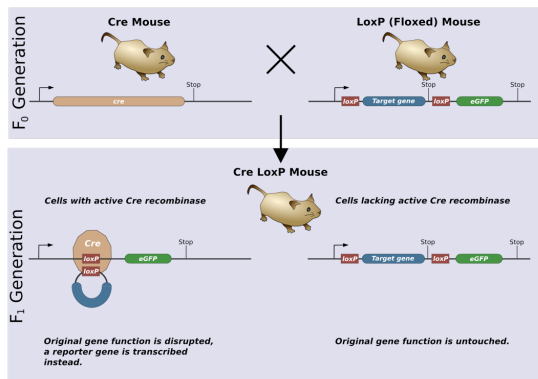 F0 Generation
Cre Mouse
LoxP (Floxed) Mouse
Stop
cre
Stop
Stop
loxP
Target gene
loxP
eGFP
F1 Generation
Cre LoxP Mouse
Cells with active Cre recombinase
Cells lacking active Cre recombinase
Cre
loxP
loxP
eGFP
Stop
Stop
Stop
loxP
Target gene
loxP
eGFP
Original gene function is disrupted,
a reporter gene is transcribed
instead.
Original gene function is untouched.